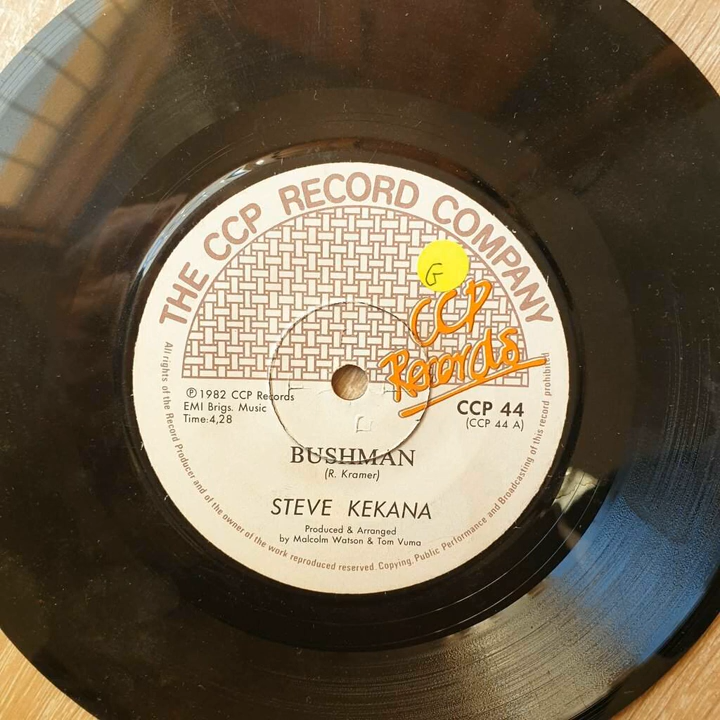 THE CCP RECORD COMPANY
G
CCP
Records
℗ 1982 CCP Records
EMI Brigs. Music
Time:4,28
CCP 44
(CCP 44 A)
BUSHMAN
(R. Kramer)
STEVE KEKANA
Produced & Arranged
by Malcolm Watson & Tom Vuma
All rights of the Record Producer and of the owner of the work reproduced reserved. Copying, Public Performance and Broadcasting of this record prohibited